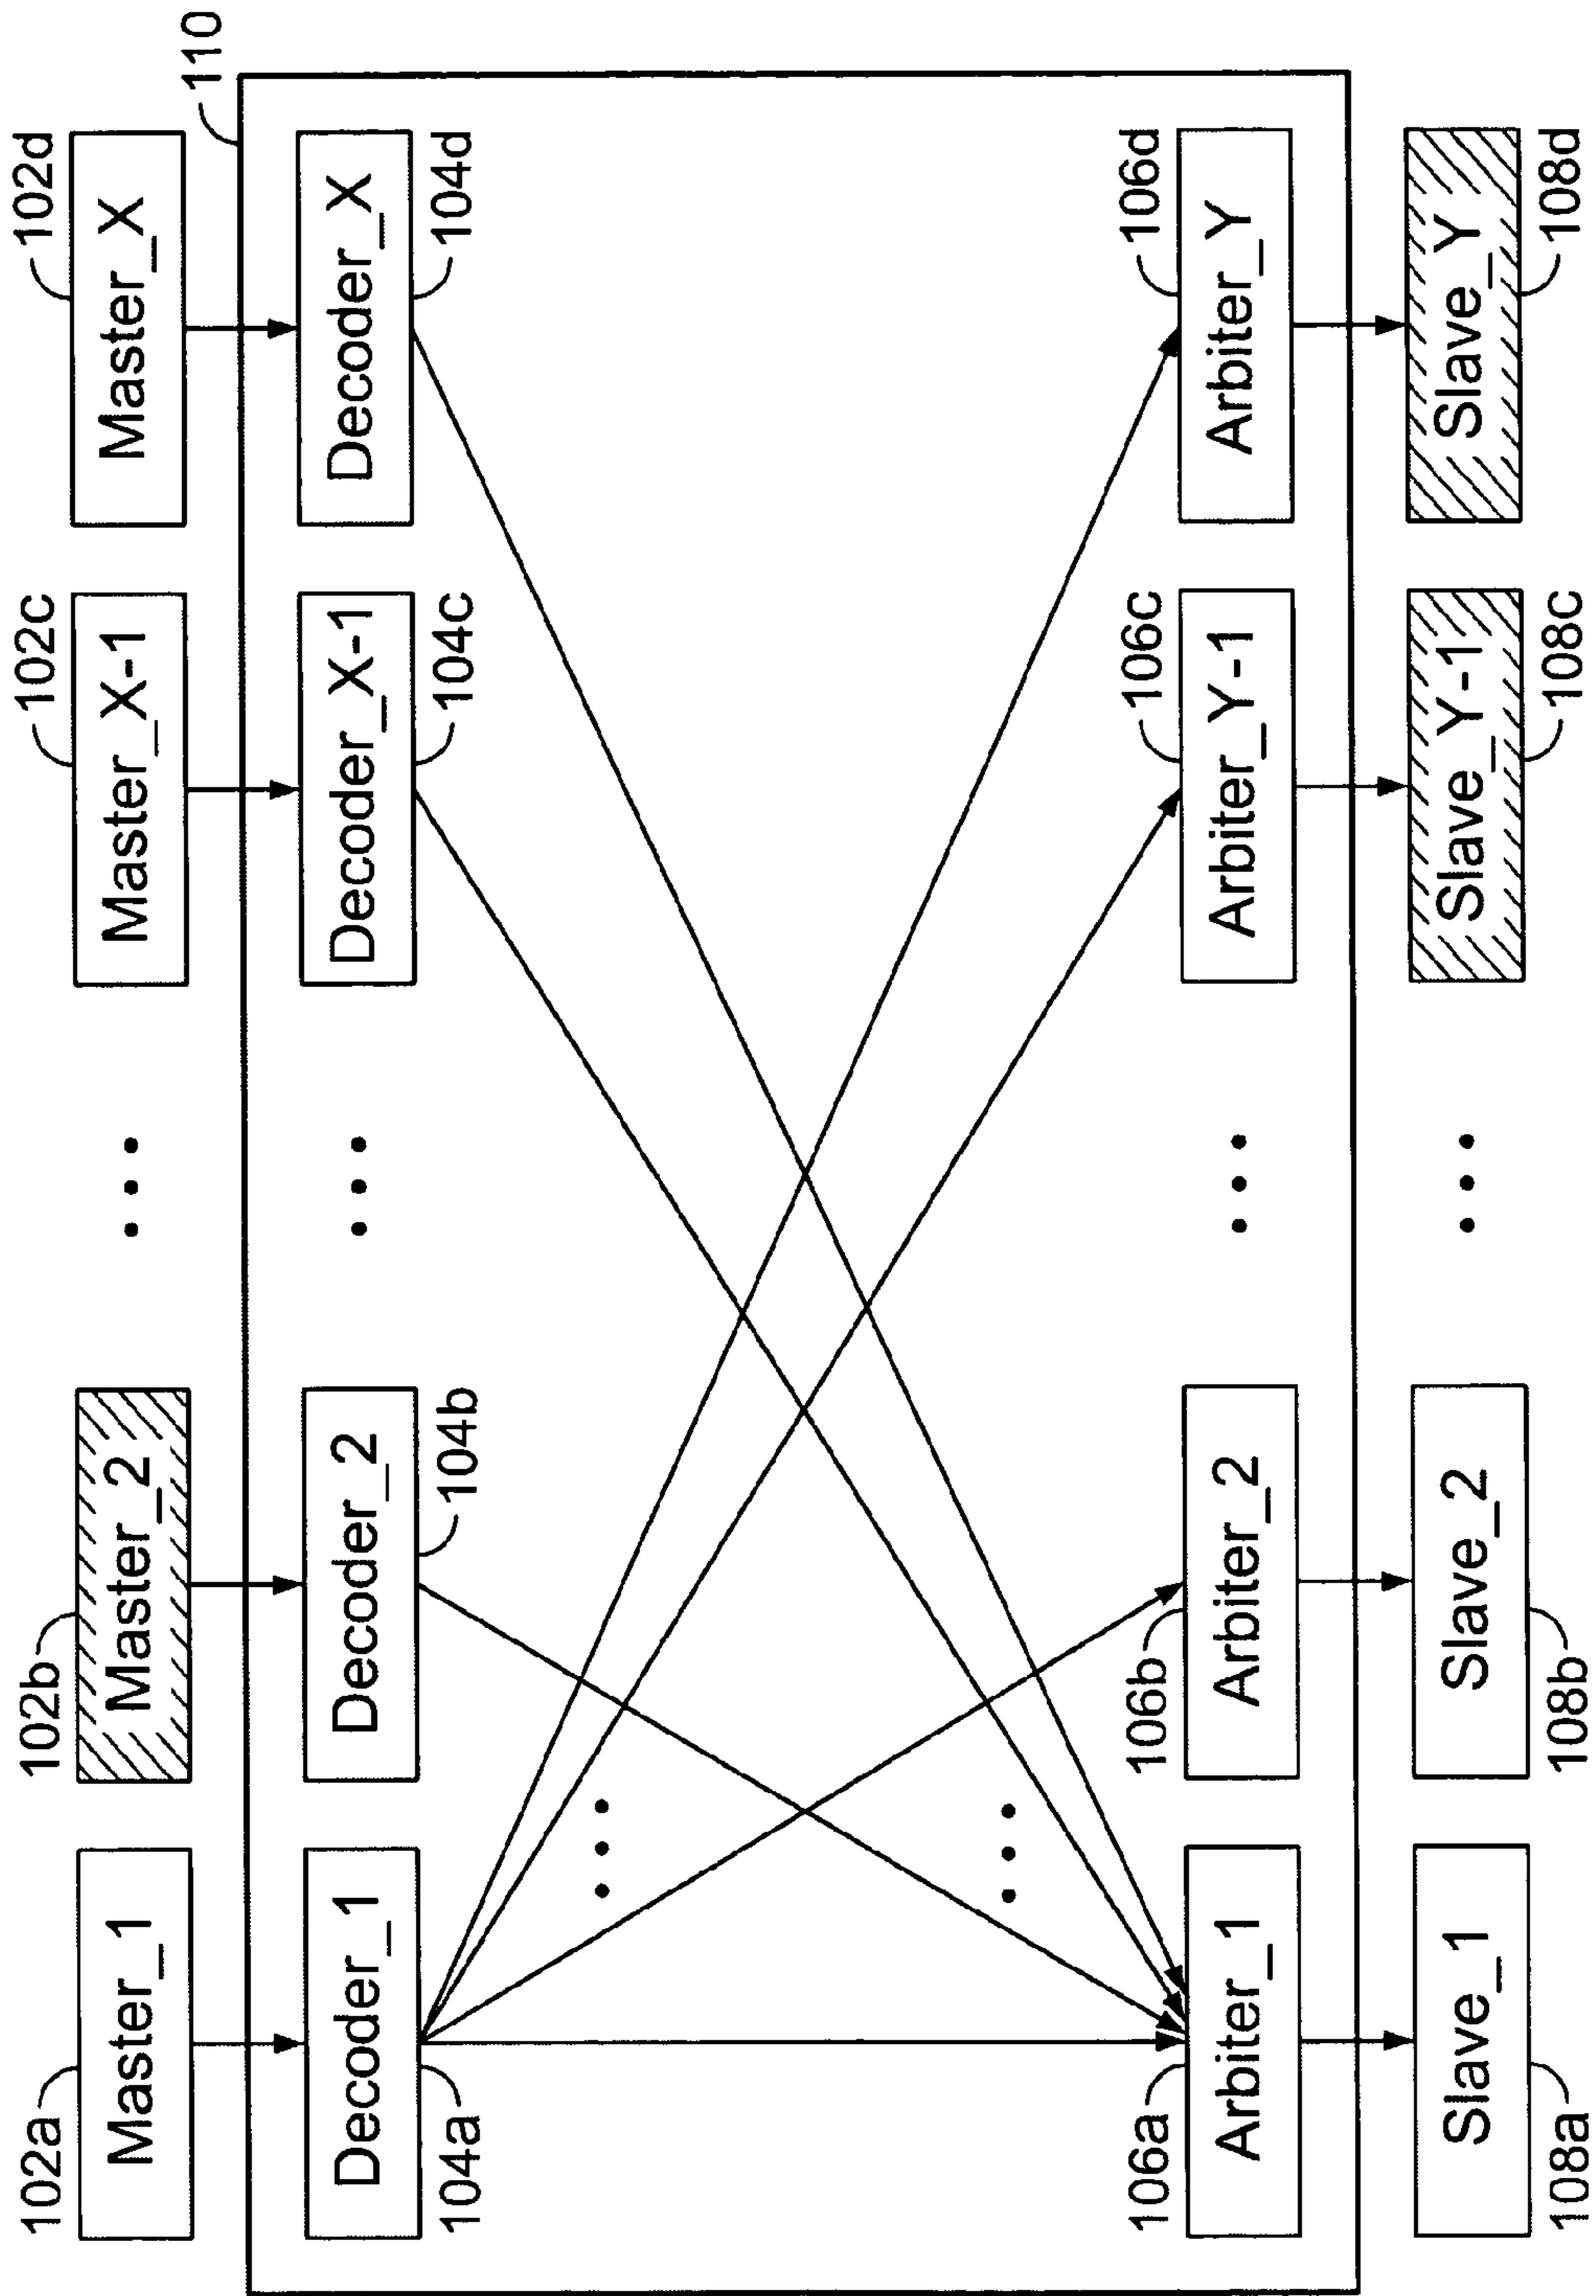 102a
102b
102c
102d
110
Master_1
Master_2
Master_X-1
Master_X
Decoder_1
Decoder_2
Decoder_X-1
Decoder_X
104a
104b
104c
104d
106a
106b
106c
106d
Arbiter_1
Arbiter_2
Arbiter_Y-1
Arbiter_Y
Slave_1
Slave_2
Slave_Y-1
Slave_Y
108a
108b
108c
108d